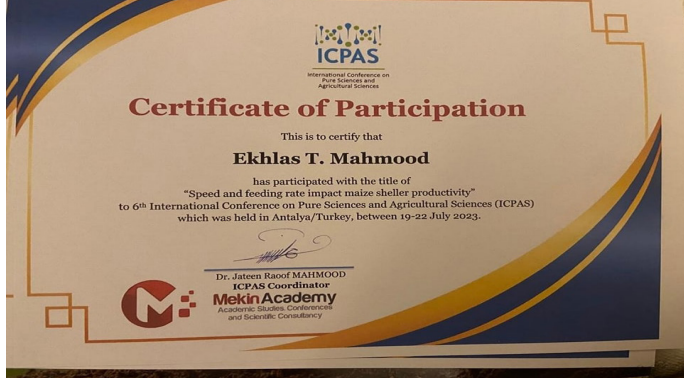 ICPAS
International Conference on
Pure Sciences and
Agricultural Sciences
Certificate of Participation
This is to certify that
Ekhlas T. Mahmood
has participated with the title of
“Speed and feeding rate impact maize sheller productivity”
to 6th International Conference on Pure Sciences and Agricultural Sciences (ICPAS)
which was held in Antalya/Turkey, between 19-22 July 2023.
Dr. Jateen Raoof MAHMOOD
ICPAS Coordinator
Mekin Academy
Academic Studies, Conferences
and Scientific Consultancy